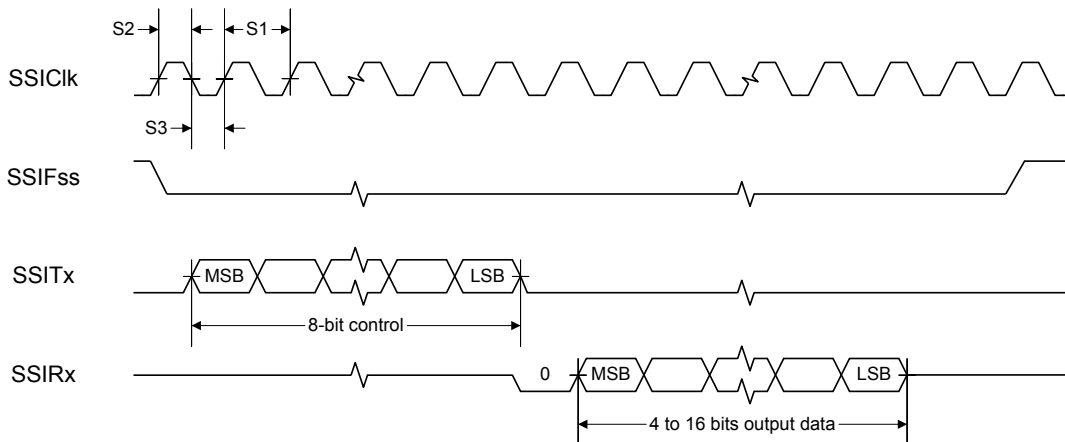 S2
S1
SSIClk
S3
SSIFss
SSITx
MSB
LSB
8-bit control
SSIRx
0
MSB
LSB
4 to 16 bits output data